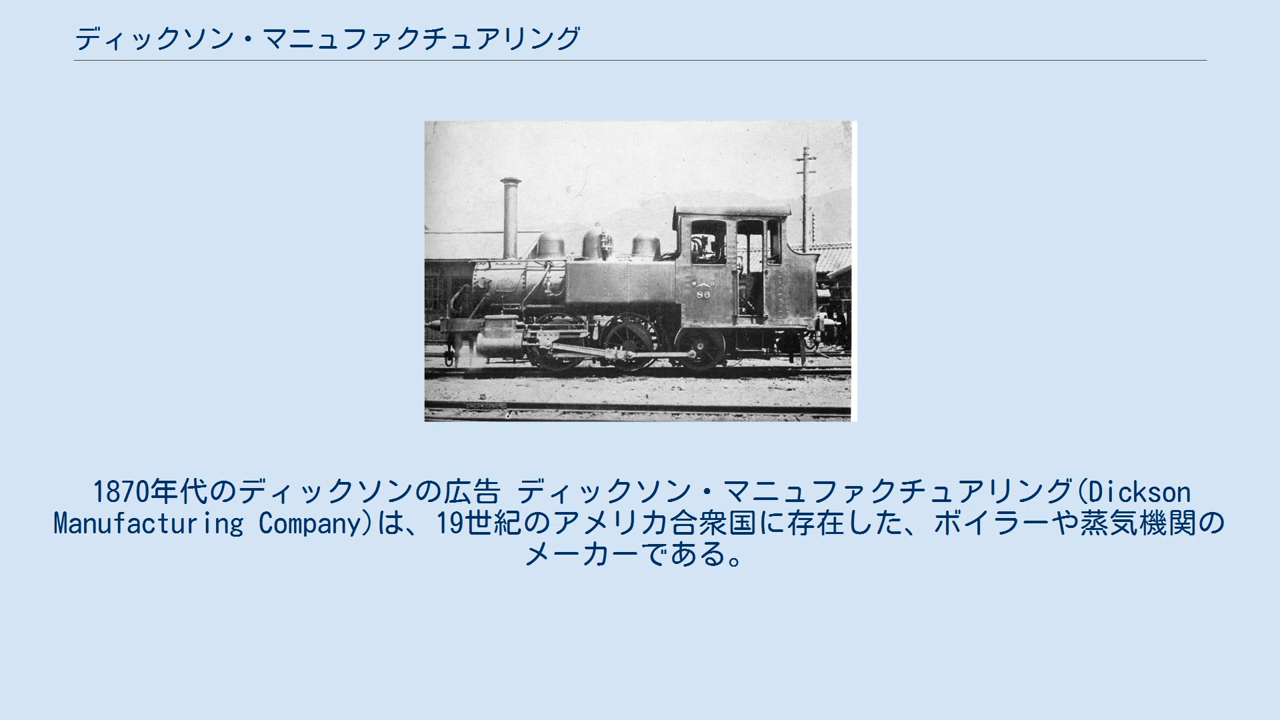 ディックソン・マニュファクチュアリング
86
1870年代のディックソンの広告 ディックソン・マニュファクチュアリング(Dickson
Manufacturing Company)は、19世紀のアメリカ合衆国に存在した、ボイラーや蒸気機関の
メーカーである。